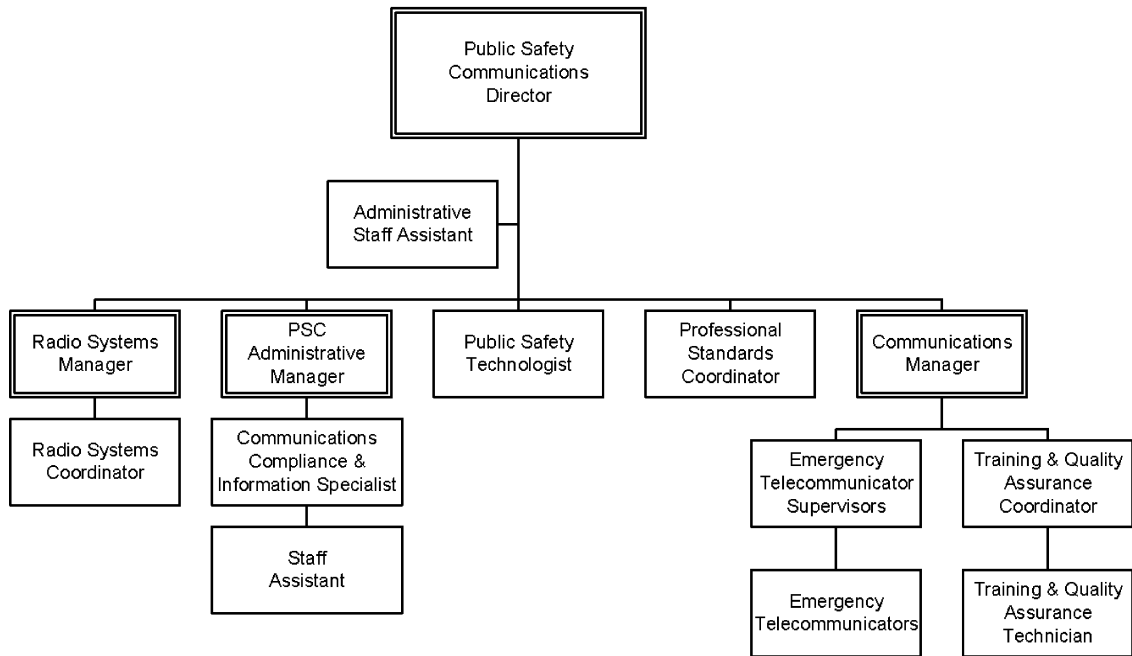 Public Safety
Communications
Director
Administrative
Staff Assistant
Radio Systems
Manager
PSC
Administrative
Manager
Public Safety
Technologist
Professional
Standards
Coordinator
Communications
Manager
Radio Systems
Coordinator
Communications
Compliance &
Information Specialist
Emergency
Telecommunicator
Supervisors
Training & Quality
Assurance
Coordinator
Staff
Assistant
Emergency
Telecommunicators
Training & Quality
Assurance
Technician